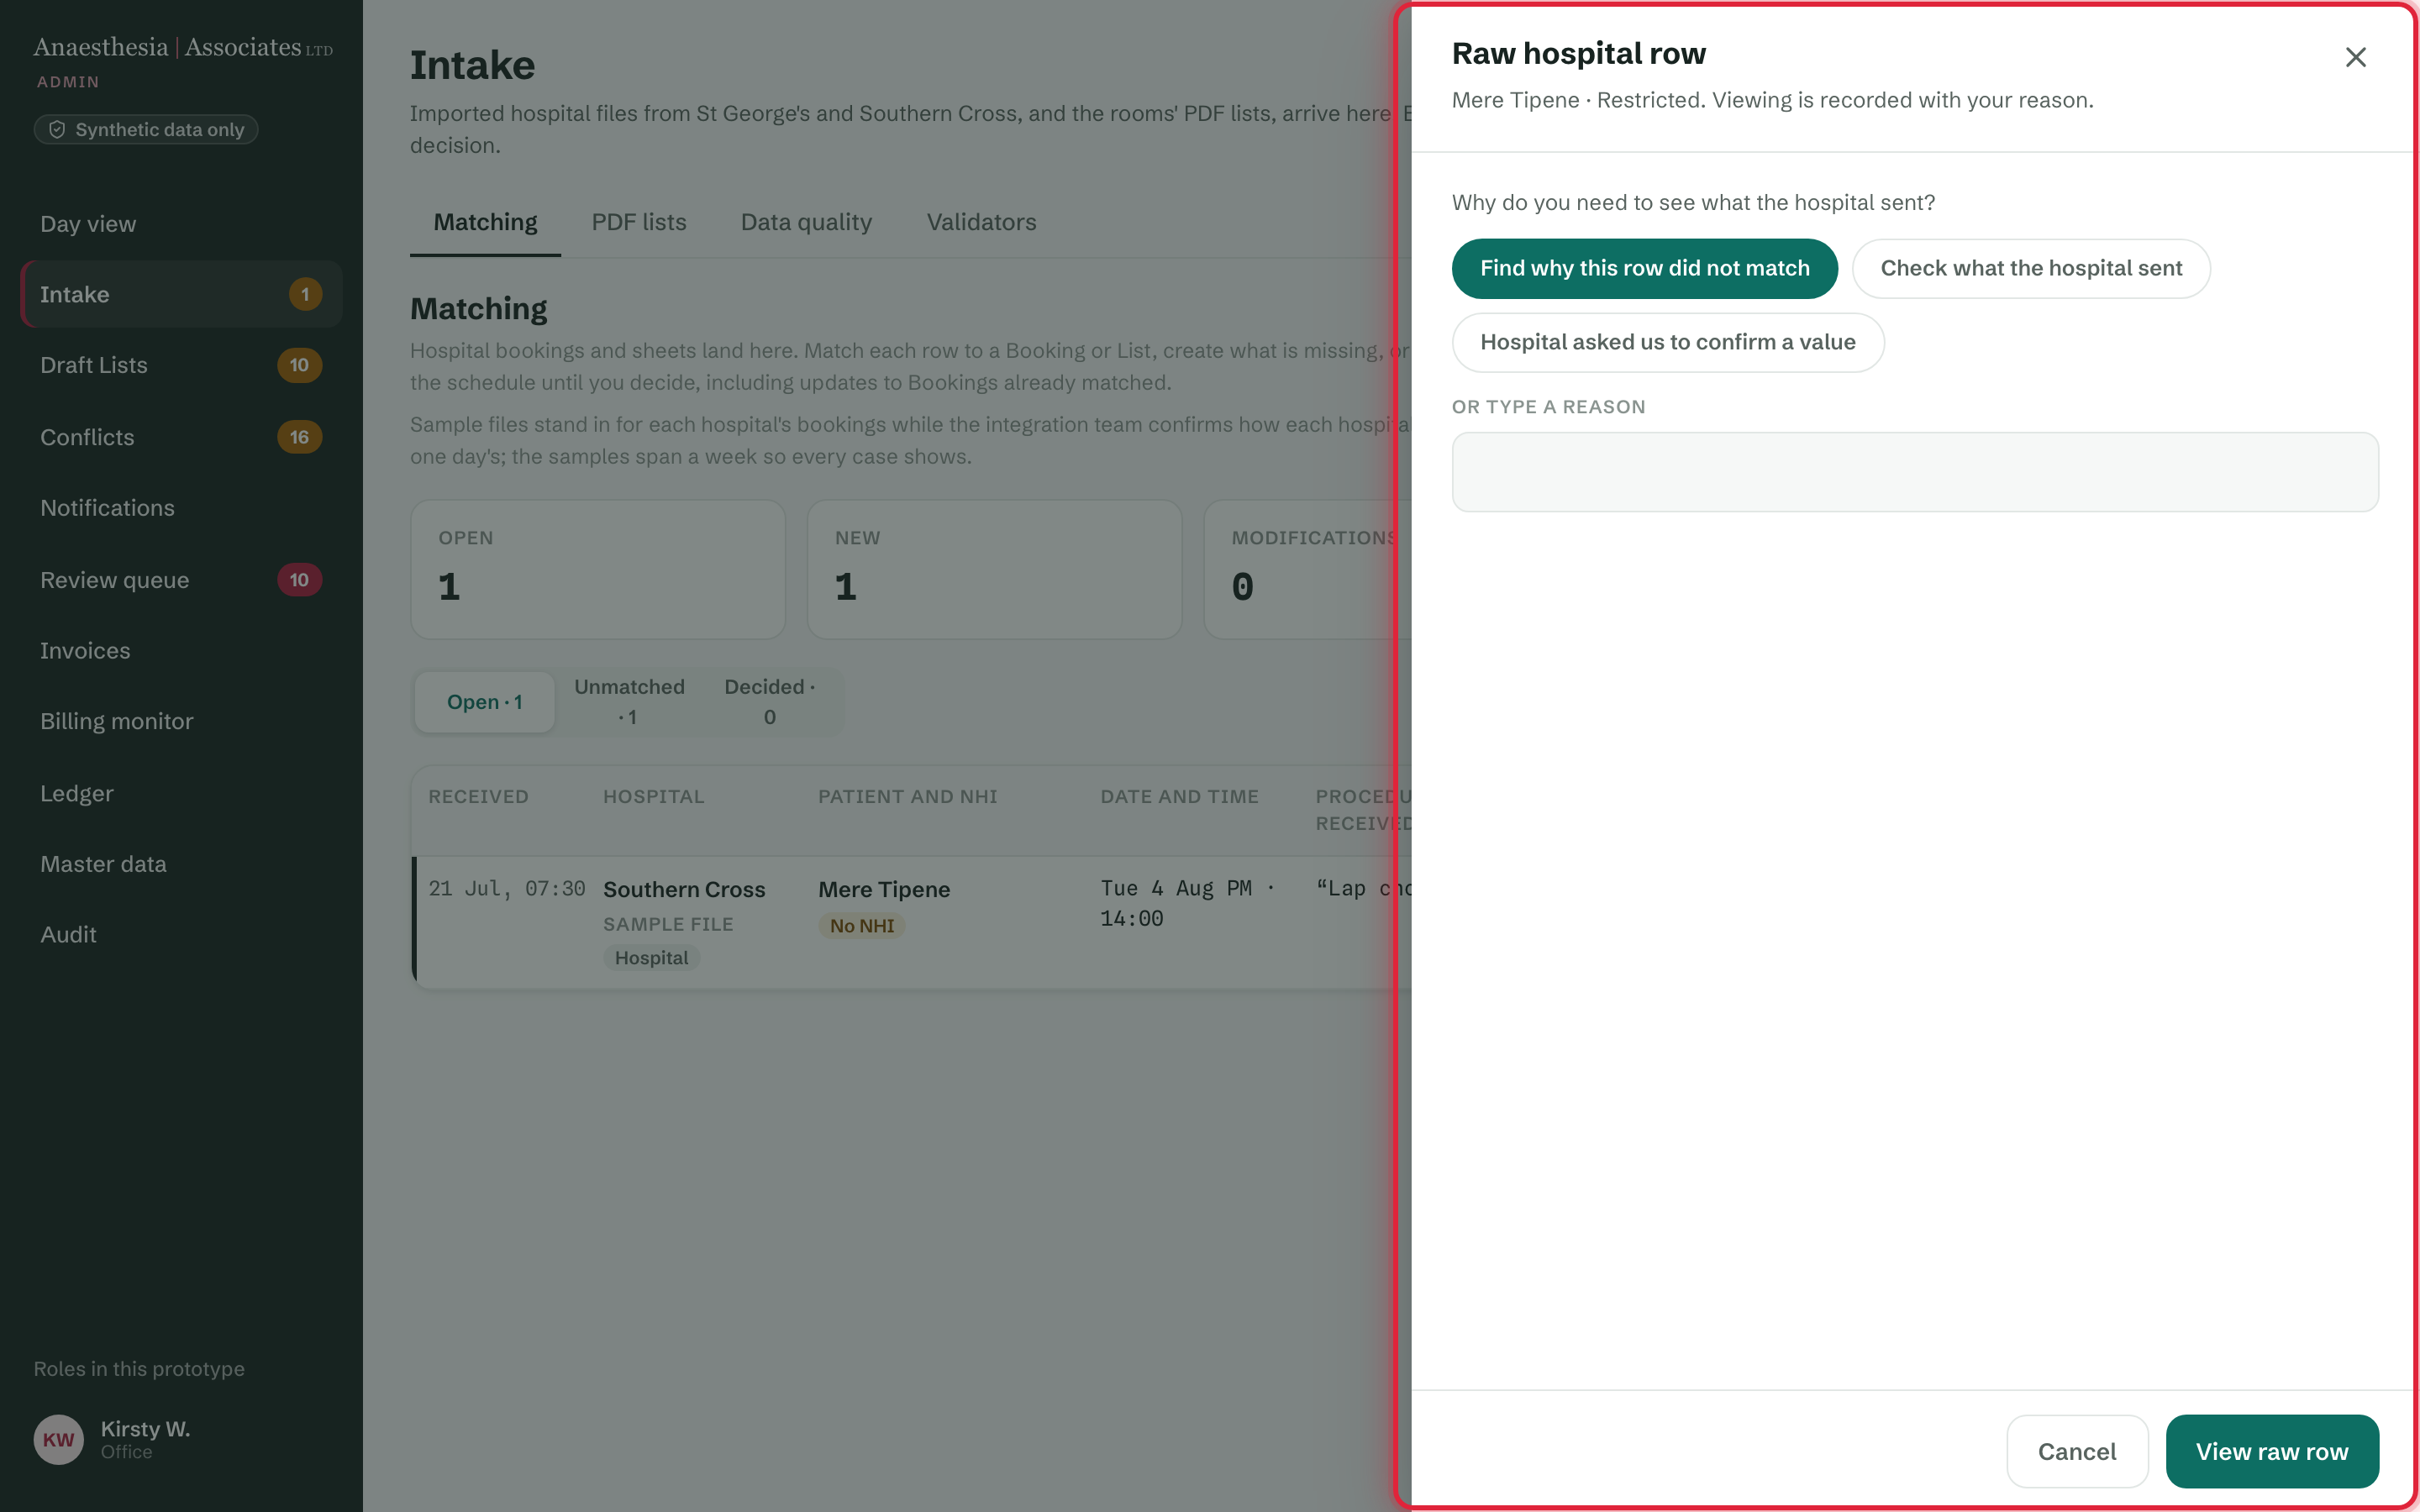 Anaesthesia | Associates LTD
ADMIN
Synthetic data only
Day view
Intake 1
Draft Lists 10
Conflicts 16
Notifications
Review queue 10
Invoices
Billing monitor
Ledger
Master data
Audit
Roles in this prototype
KW
Kirsty W.
Office
Intake
Imported hospital files from St George's and Southern Cross, and the rooms' PDF lists, arrive here.
decision.
Matching PDF lists Data quality Validators
Matching
Hospital bookings and sheets land here. Match each row to a Booking or List, create what is missing, or
the schedule until you decide, including updates to Bookings already matched.
Sample files stand in for each hospital's bookings while the integration team confirms how each hospital
one day's; the samples span a week so every case shows.
OPEN
1
NEW
1
MODIFICATIONS
0
Open · 1
Unmatched
· 1
Decided ·
0
RECEIVED HOSPITAL PATIENT AND NHI DATE AND TIME
RECEIVED
21 Jul, 07:30
Southern Cross
SAMPLE FILE
Hospital
Mere Tipene
No NHI
Tue 4 Aug PM ·
14:00
“Lap
Raw hospital row
Mere Tipene · Restricted. Viewing is recorded with your reason.
Why do you need to see what the hospital sent?
Find why this row did not match
Check what the hospital sent
Hospital asked us to confirm a value
OR TYPE A REASON
Cancel
View raw row